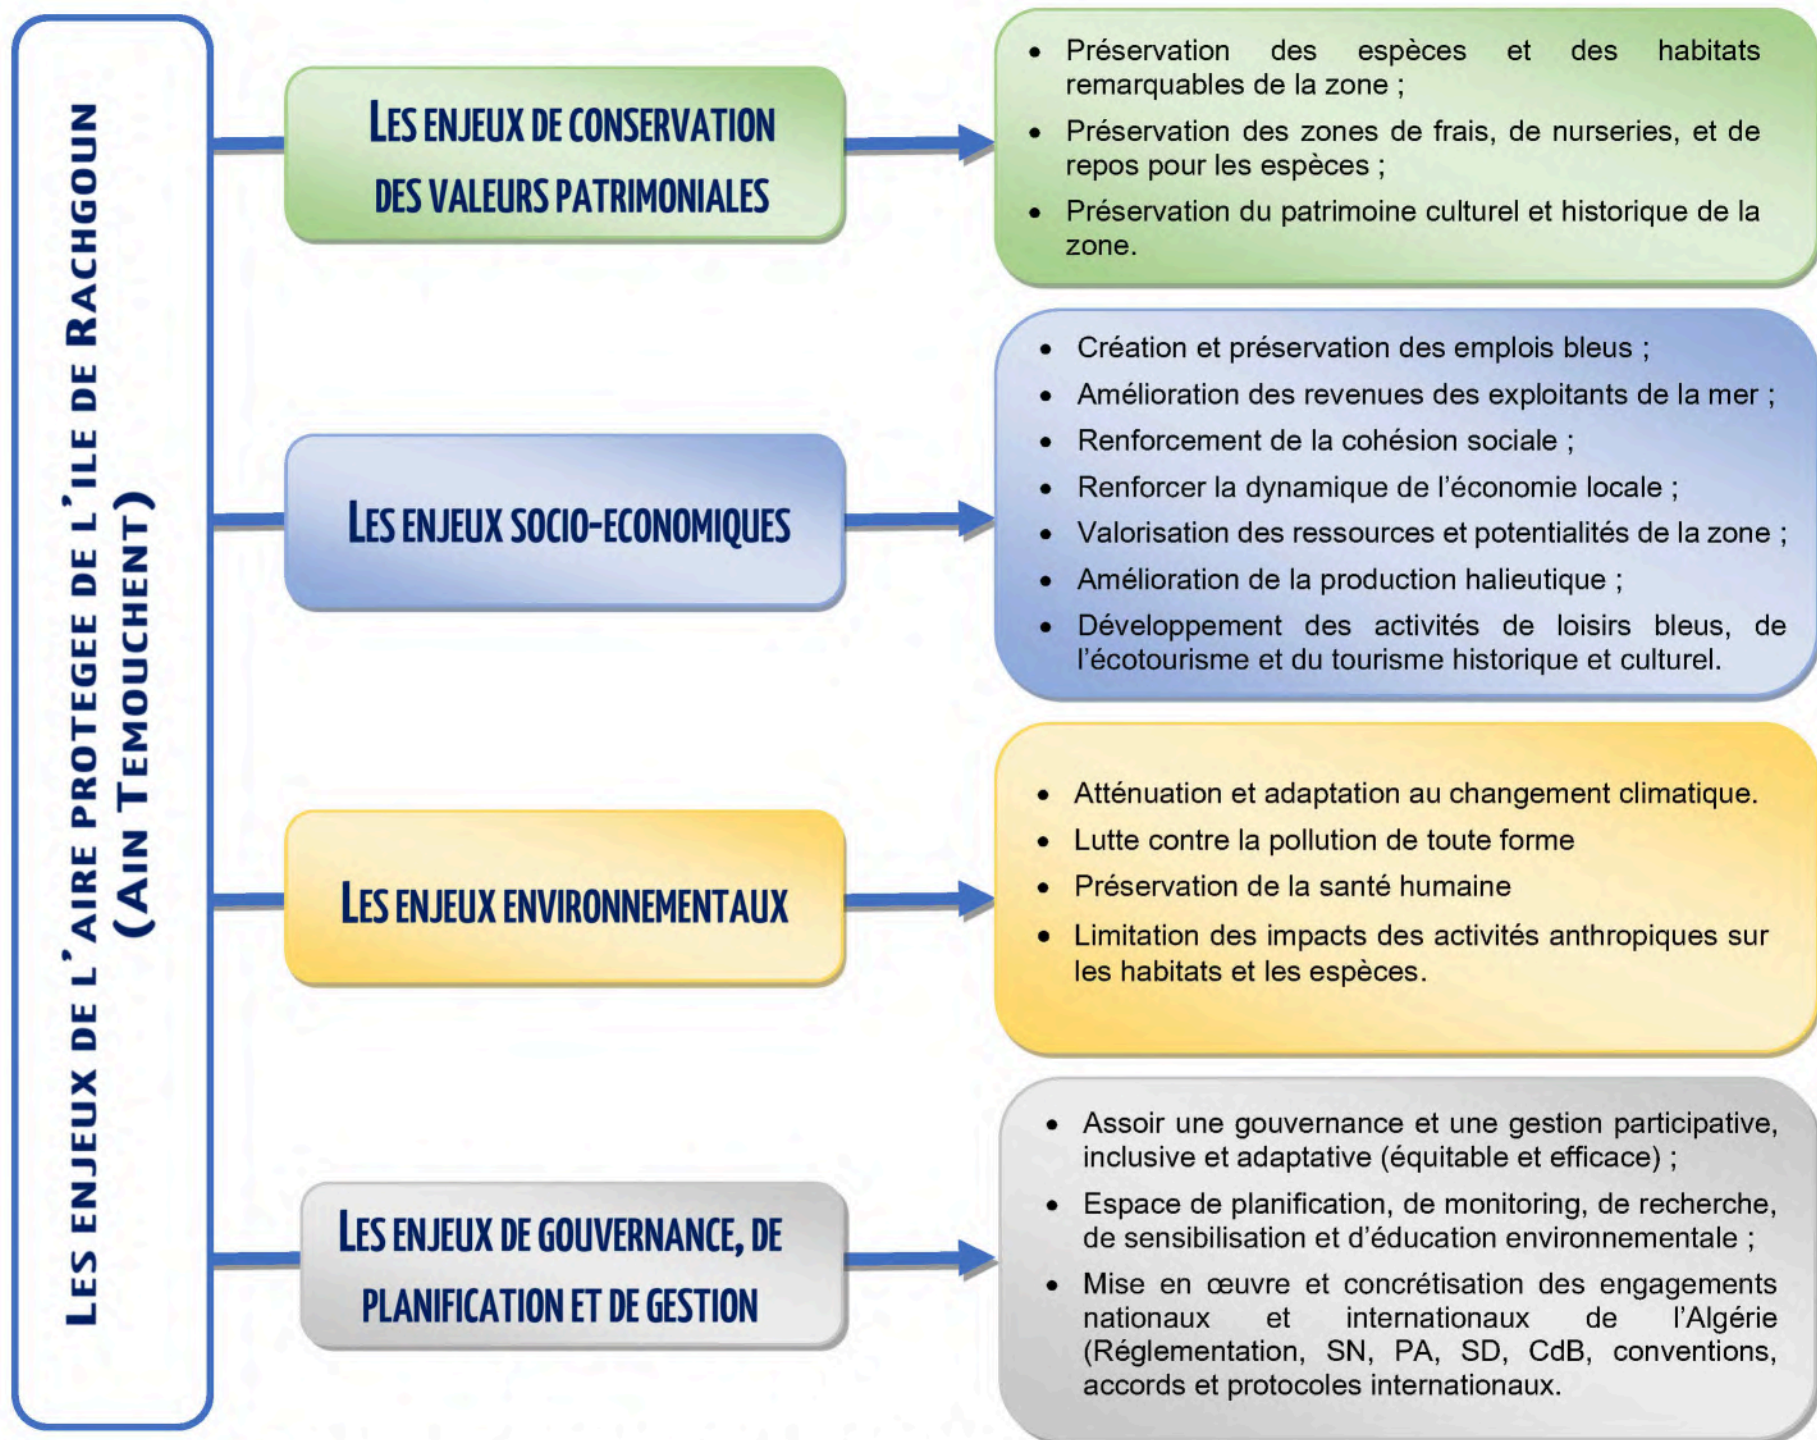 LES ENJEUX DE L'AIRE PROTEGEE DE L'ILE DE RACHGOUN
(AIN TEMOUCHENT)
LES ENJEUX DE CONSERVATION
DES VALEURS PATRIMONIALES
• Préservation des espèces et des habitats
remarquables de la zone ;
• Préservation des zones de frais, de nurseries, et de
repos pour les espèces ;
• Préservation du patrimoine culturel et historique de la
zone.
LES ENJEUX SOCIO-ECONOMIQUES
• Création et préservation des emplois bleus ;
• Amélioration des revenues des exploitants de la mer ;
• Renforcement de la cohésion sociale ;
• Renforcer la dynamique de l'économie locale ;
• Valorisation des ressources et potentialités de la zone ;
• Amélioration de la production halieutique ;
• Développement des activités de loisirs bleus, de
l'écotourisme et du tourisme historique et culturel.
LES ENJEUX ENVIRONNEMENTAUX
• Atténuation et adaptation au changement climatique.
• Lutte contre la pollution de toute forme
• Préservation de la santé humaine
• Limitation des impacts des activités anthropiques sur
les habitats et les espèces.
LES ENJEUX DE GOUVERNANCE, DE
PLANIFICATION ET DE GESTION
• Assoir une gouvernance et une gestion participative,
inclusive et adaptative (équitable et efficace) ;
• Espace de planification, de monitoring, de recherche,
de sensibilisation et d'éducation environnementale ;
• Mise en œuvre et concrétisation des engagements
nationaux et internationaux de l'Algérie
(Réglementation, SN, PA, SD, CdB, conventions,
accords et protocoles internationaux.